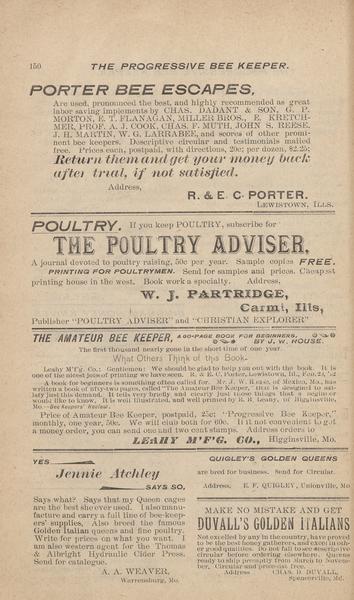 150 THE PROGRESSIVE BEE KEEPER.
PORTER BEE ESCAPES,
Are used, pronounced the best, and highly recommended as great
labor saving implements by CHAS. DADANT & SON, G. P.
MORTON, E. T. FLANAGAN, MILLER BROS., E. KRETCH-
MER, PROF. A. J. COOK, CHAS. F. MUTH, JOHN S. REESE,
J. H. MARTIN, W. G. LARRABEE, and scores of other promi-
nent bee keepers. Descriptive circular and testimonials mailed
free. Prices each, postpaid, with directions, 20c; per dozen, $2.25;
Return them and get your money back
after trial, if not satisfied.
Address,
R. & E. C. PORTER.
LEWISTOWN, ILLS.
POULTRY. If you keep POULTRY, subscribe for
THE POULTRY ADVISER,
A journal devoted to poultry raising, 50c per year. Sample copies FREE.
PRINTING FOR POULTRYMEN. Send for samples and prices. Cheapest
printing house in the west. Book work a specialty. Address,
W. J. PARTRIDGE,
Carmi, Ills,
Publisher "POULTRY ADVISER" and "CHRISTIAN EXPLORER"
THE AMATEUR BEE KEEPER, A 60-PAGE BOOK FOR BEGINNERS,
BY J. W. ROUSE.
The first thousand nearly gone in the short time of one year.
What Others Think of this Book
Leahy M'f'g. Co.: Gentlemen: We should be glad to help you out with the book. It is
one of the nicest jobs of printing we have seen. R. & E. C. Porter, Lewistown, Ill., Feb.
A book for beginners is something often called for. Mr. J. W. Rouse, of Mexico, Mo., has
written a book of fifty-two pages, called "The Amateur Bee Keeper," that is designed to sat-
isfy just this demand. It tells very briefly and clearly just those things that a beginner
would like to know. It is well illustrated, and well printed by E. R. Leahy, of Higginsville,
Mo.—Bee Keepers' Review.
Price of Amateur Bee Keeper, postpaid, 25c; "Progressive Bee Keeper,"
monthly, one year, 50c. We will club both for 60c. If it is not convenient to get
a money order, you can send one and two cent stamps. Address orders to
LEAHY M'F'G. CO., Higginsville, Mo.
YES
Jennie Atchley
SAYS SO,
Says what? Says that my Queen cages
are the best she ever used. I also manu-
facture and carry a full line of bee-keep-
ers' supplies, Also breed the famous
Golden Italian queens and fine poultry.
Write for prices on what you want. I
am also western agent for the Thomas
& Albright Hydraulic Cider Press.
Send for catalogue.
A. A. WEAVER,
Warrensburg, Mo.
QUIGLEY'S GOLDEN QUEENS
are bred for business. Send for Circular.
Address, E. F. QUIGLEY, Unionville, Mo
MAKE NO MISTAKE AND GET
DUVALL'S GOLDEN ITALIANS
Not excelled by any in the country, have proved
to be the best honey gatherers, and excel in oth-
er good qualities. Do not fail to see descriptive
circular before ordering elsewhere. Queens
ready to ship promptly from March to Novem-
ber. Circular and price-list free.
Address CHAS. D. DUVALL,
Spencerville, Md.